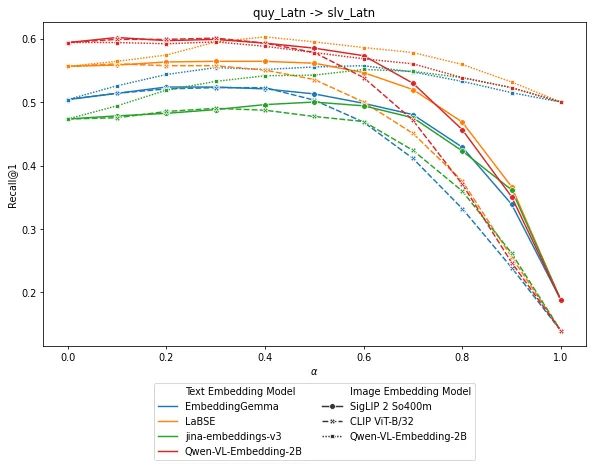 quy_Latn -> slv_Latn
Recall@1
0.6
0.5
0.4
0.3
0.2
0.0
0.2
0.4
0.6
0.8
1.0
α
Text Embedding Model
EmbeddingGemma
LaBSE
jina-embeddings-v3
Qwen-VL-Embedding-2B
Image Embedding Model
SigLIP 2 So400m
CLIP ViT-B/32
Qwen-VL-Embedding-2B